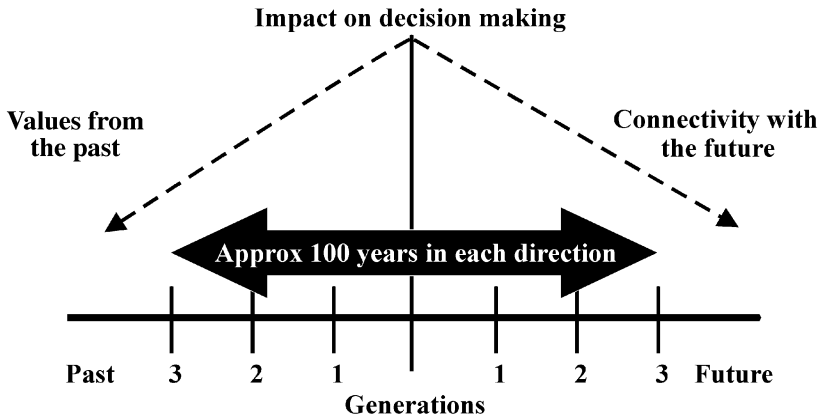 Impact on decision making
Values from
the past
Connectivity with
the future
Approx 100 years in each direction
Past 3 2 1 1 2 3 Future
Generations